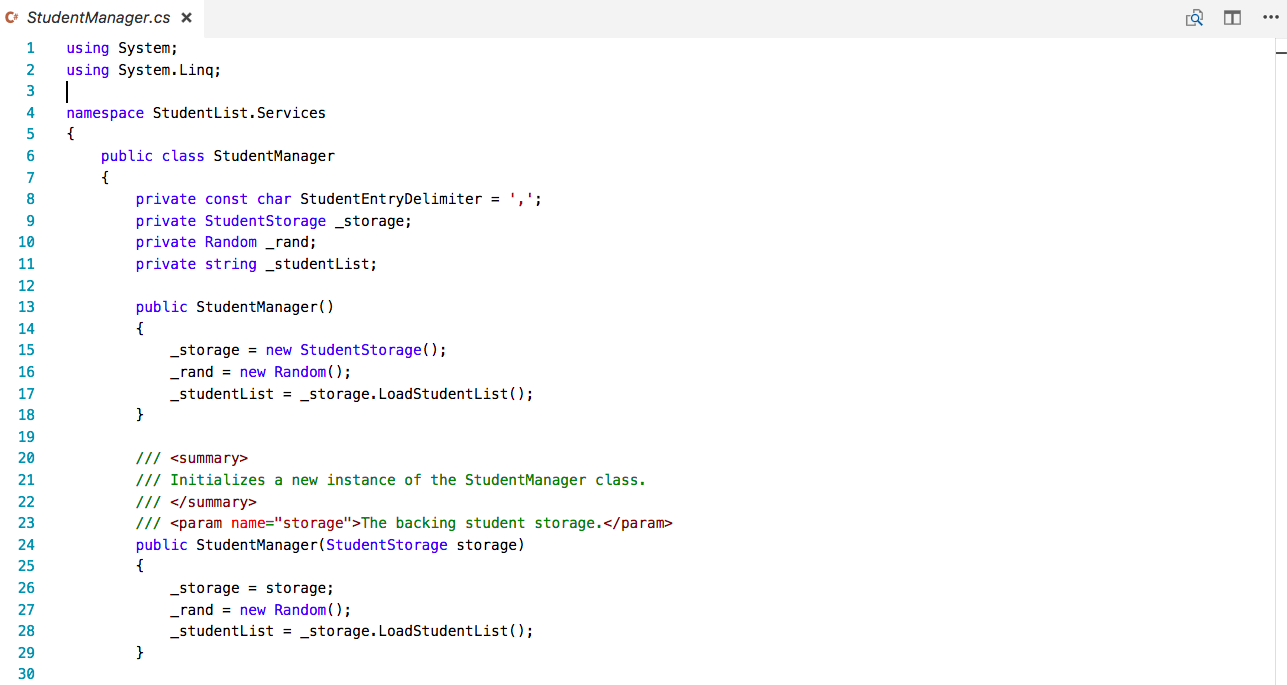 C# StudentManager.cs ×
1 using System;
2 using System.Linq;
3
4 namespace StudentList.Services
5 {
6     public class StudentManager
7     {
8         private const char StudentEntryDelimiter = ',';
9         private StudentStorage _storage;
10         private Random _rand;
11         private string _studentList;
12
13         public StudentManager()
14         {
15             _storage = new StudentStorage();
16             _rand = new Random();
17             _studentList = _storage.LoadStudentList();
18         }
19
20         /// <summary>
21         /// Initializes a new instance of the StudentManager class.
22         /// </summary>
23         /// <param name="storage">The backing student storage.</param>
24         public StudentManager(StudentStorage storage)
25         {
26             _storage = storage;
27             _rand = new Random();
28             _studentList = _storage.LoadStudentList();
29         }
30